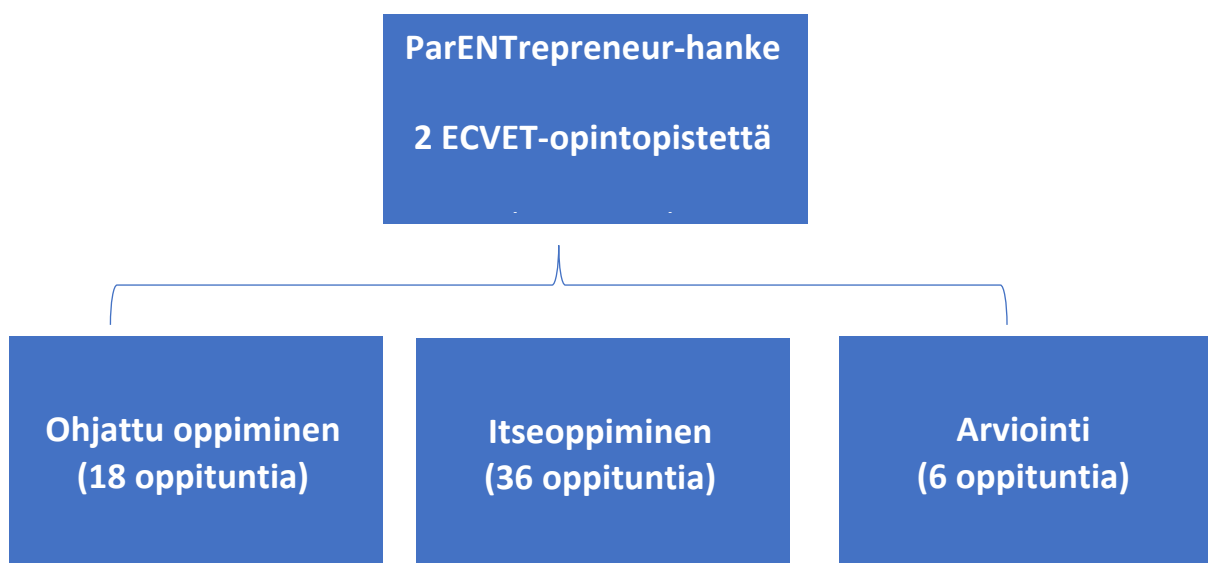 ParENTrepreneur-hanke
2 ECVET-opintopistettä
Ohjattu oppiminen
(18 oppituntia)
Itseoppiminen
(36 oppituntia)
Arviointi
(6 oppituntia)